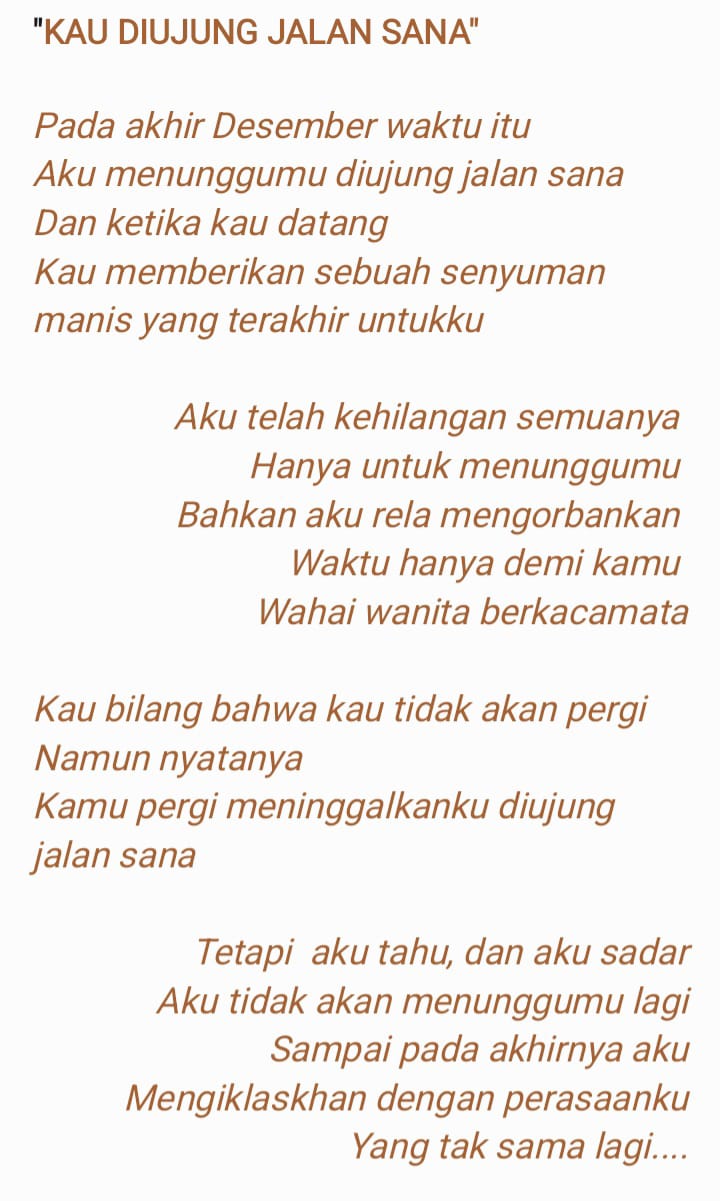 "KAU DIUJUNG JALAN SANA"
Pada akhir Desember waktu itu
Aku menunggumu diujung jalan sana
Dan ketika kau datang
Kau memberikan sebuah senyuman
manis yang terakhir untukku
Aku telah kehilangan semuanya
Hanya untuk menunggumu
Bahkan aku rela mengorbankan
Waktu hanya demi kamu
Wahai wanita berkacamata
Kau bilang bahwa kau tidak akan pergi
Namun nyatanya
Kamu pergi meninggalkanku diujung
jalan sana
Tetapi  aku tahu, dan aku sadar
Aku tidak akan menunggumu lagi
Sampai pada akhirnya aku
Mengiklaskhan dengan perasaanku
Yang tak sama lagi....